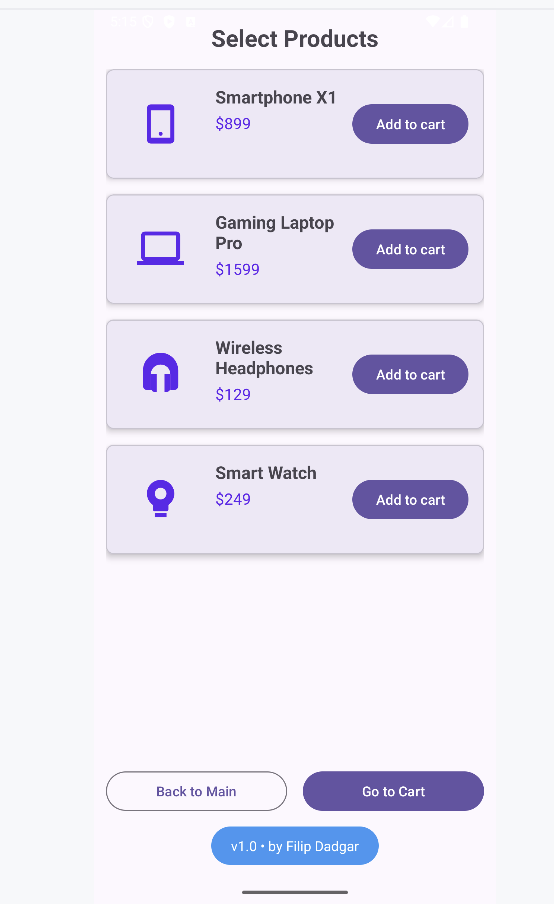 Select Products
Smartphone X1
$899
Add to cart
Gaming Laptop
Pro
$1599
Add to cart
Wireless
Headphones
$129
Add to cart
Smart Watch
$249
Add to cart
Back to Main
Go to Cart
v1.0 • by Filip Dadgar